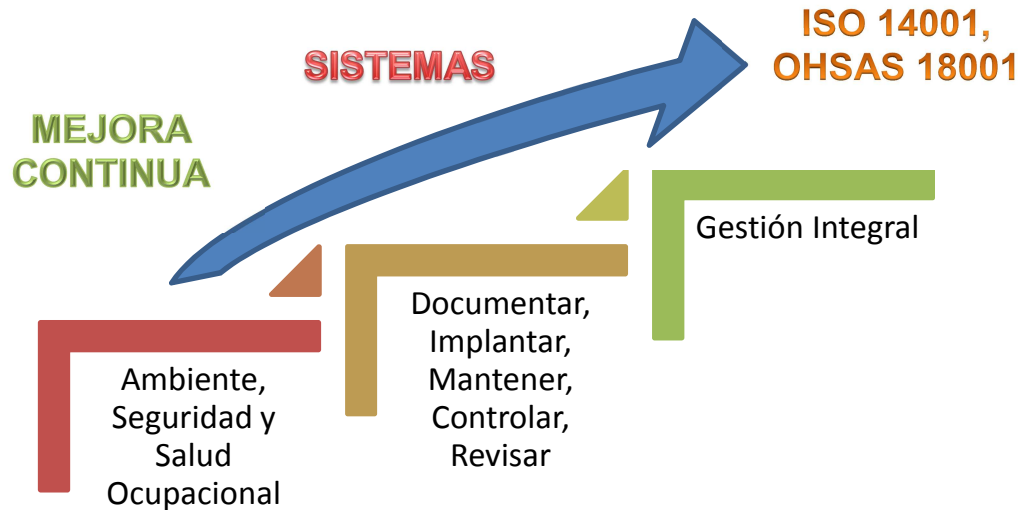 MEJORA
CONTINUA
SISTEMAS
ISO 14001,
OHSAS 18001
Ambiente,
Seguridad y
Salud
Ocupacional
Documentar,
Implantar,
Mantener,
Controlar,
Revisar
Gestión Integral